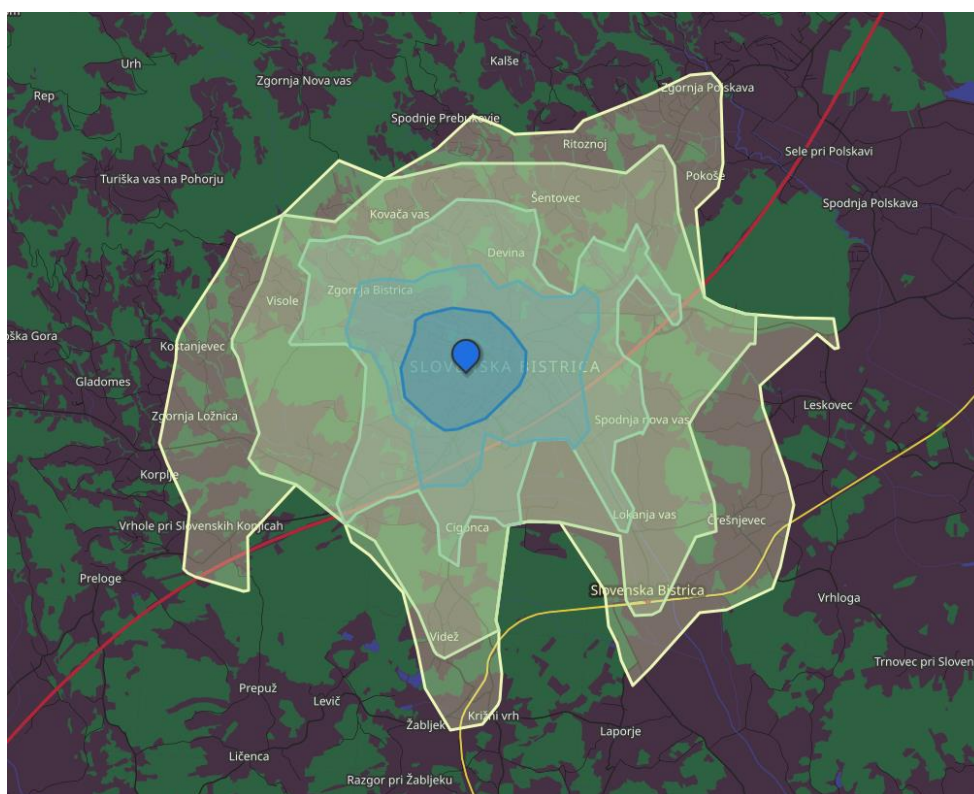 Urh
Kalše
Zgornja Nova vas
Zgornja Polskava
Rep
Spodnje Prebukovje
Ritoznoj
Sele pri Polskavi
Turiška vas na Pohorju
Pokoše
Šentovec
Spodnja Polskava
Kovača vas
Devina
Zgornja Bistrica
Visole
oška Gora
Kostanjevec
SLOVENSKA BISTRICA
Gladomes
Leskovec
Zgornja Ložnica
Spodnja nova vas
Korplje
Lokanja vas
Črešnjevec
Vrhole pri Slovenskih Konjicah
Cigonca
Preloge
Slovenska Bistrica
Vrhloga
Videž
Trnovec pri Sloven
Prepuž
Levič
Križni vrh
Žabljek
Laporje
Ličenca
Razgor pri Žabljeku